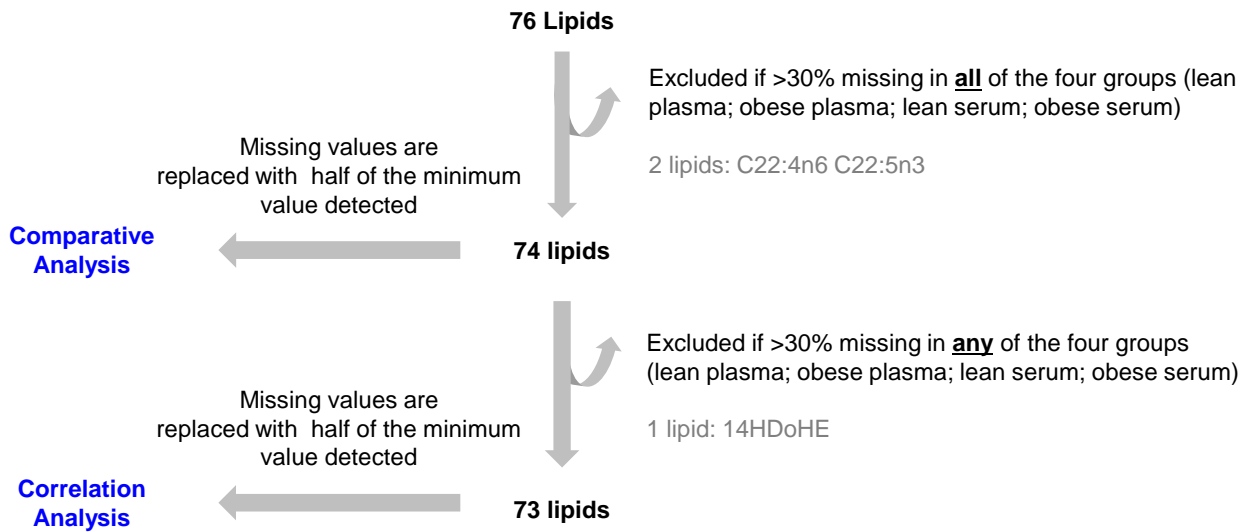 76 Lipids
Excluded if >30% missing in all of the four groups (lean
plasma; obese plasma; lean serum; obese serum)
2 lipids: C22:4n6 C22:5n3
Missing values are
replaced with half of the minimum
value detected
Comparative
Analysis
74 lipids
Excluded if >30% missing in any of the four groups
(lean plasma; obese plasma; lean serum; obese serum)
1 lipid: 14HDoHE
Missing values are
replaced with half of the minimum
value detected
Correlation
Analysis
73 lipids